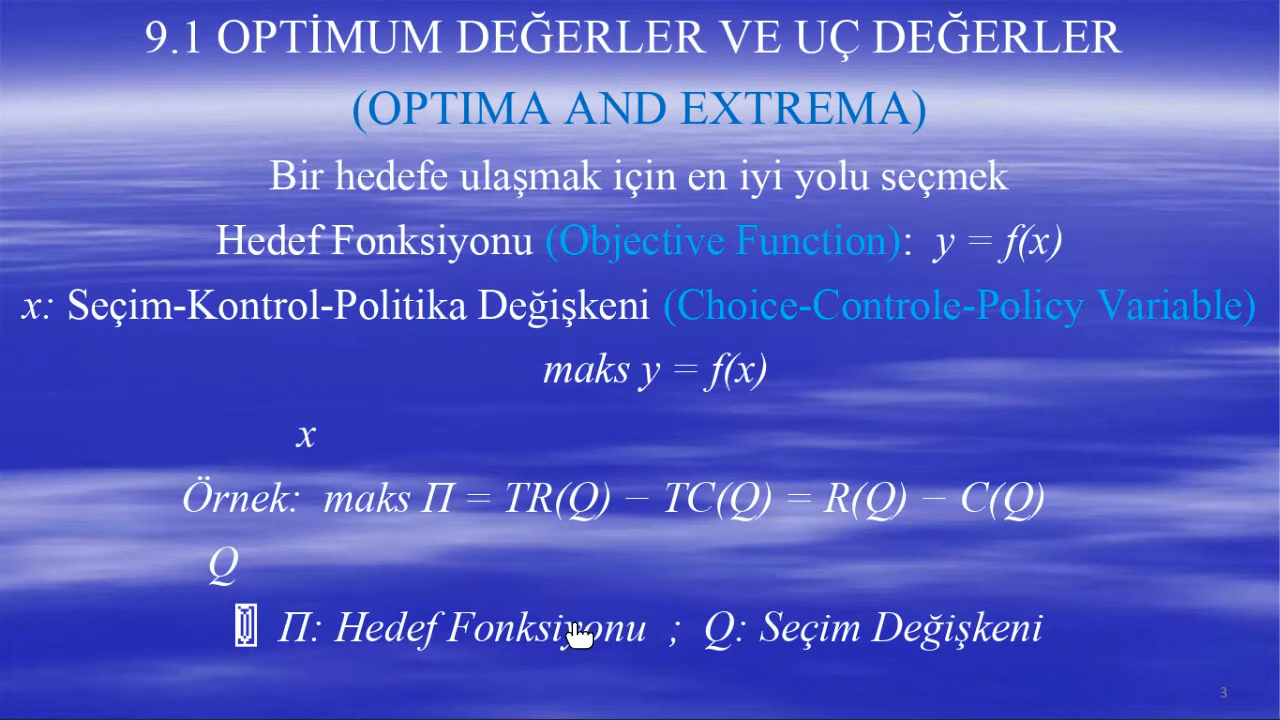 9.1 OPTİMUM DEĞERLER VE UÇ DEĞERLER
(OPTIMA AND EXTREMA)
Bir hedefe ulaşmak için en iyi yolu seçmek
Hedef Fonksiyonu (Objective Function): y = f(x)
x: Seçim-Kontrol-Politika Değişkeni (Choice-Controle-Policy Variable)
maks y = f(x)
x
Örnek: maks Π = TR(Q) − TC(Q) = R(Q) − C(Q)
Q
Π: Hedef Fonksiyonu ; Q: Seçim Değişkeni
3